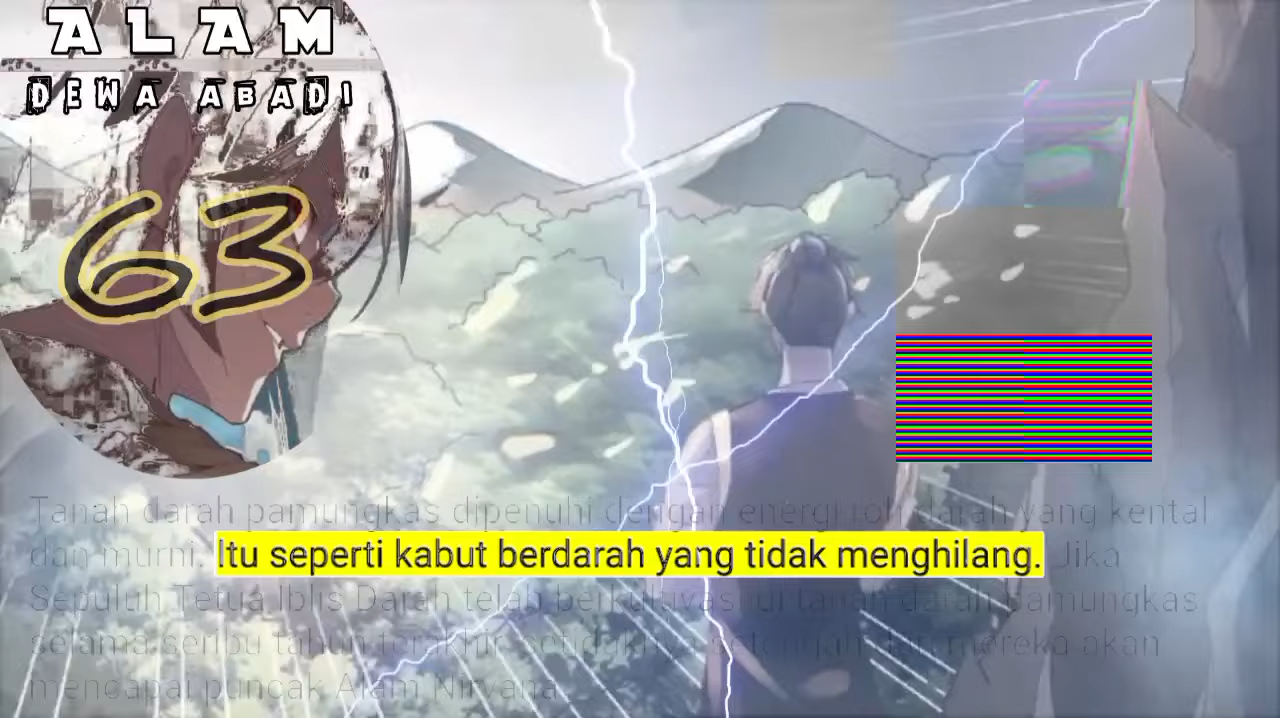 ALAM
DEWA ABADI
63
Tanah darah pamungkas dipenuhi dengan energi roh darah yang kental
dan murni. Itu seperti kabut berdarah yang tidak menghilang. Jika
Sepuluh Tetua Iblis Darah telah berkultivasi di tanah darah pamungkas
selama seribu tahun terakhir, setidaknya setengah dari mereka akan
mencapai puncak Alam Nirvana.